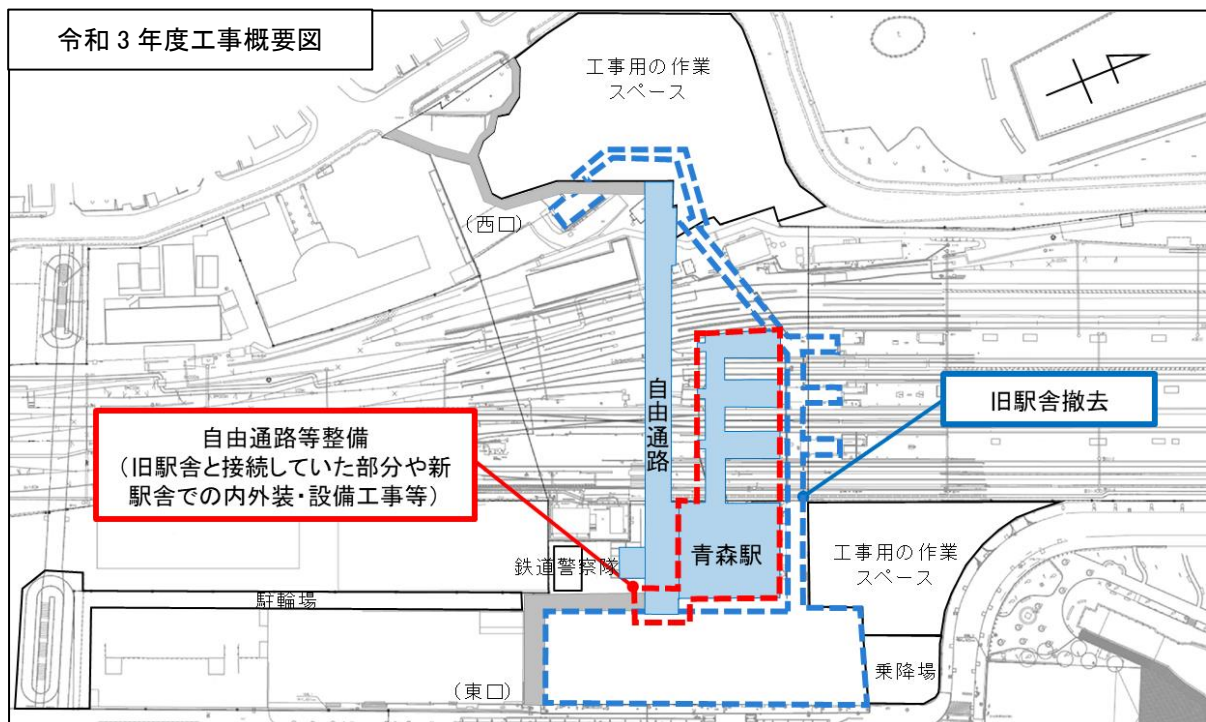 令和3年度工事概要図
工事用の作業
スペース
(西口)
自由通路
旧駅舎撤去
自由通路等整備
(旧駅舎と接続していた部分や新
駅舎での内外装・設備工事等)
青森駅
工事用の作業
スペース
鉄道警察隊
駐輪場
乗降場
(東口)